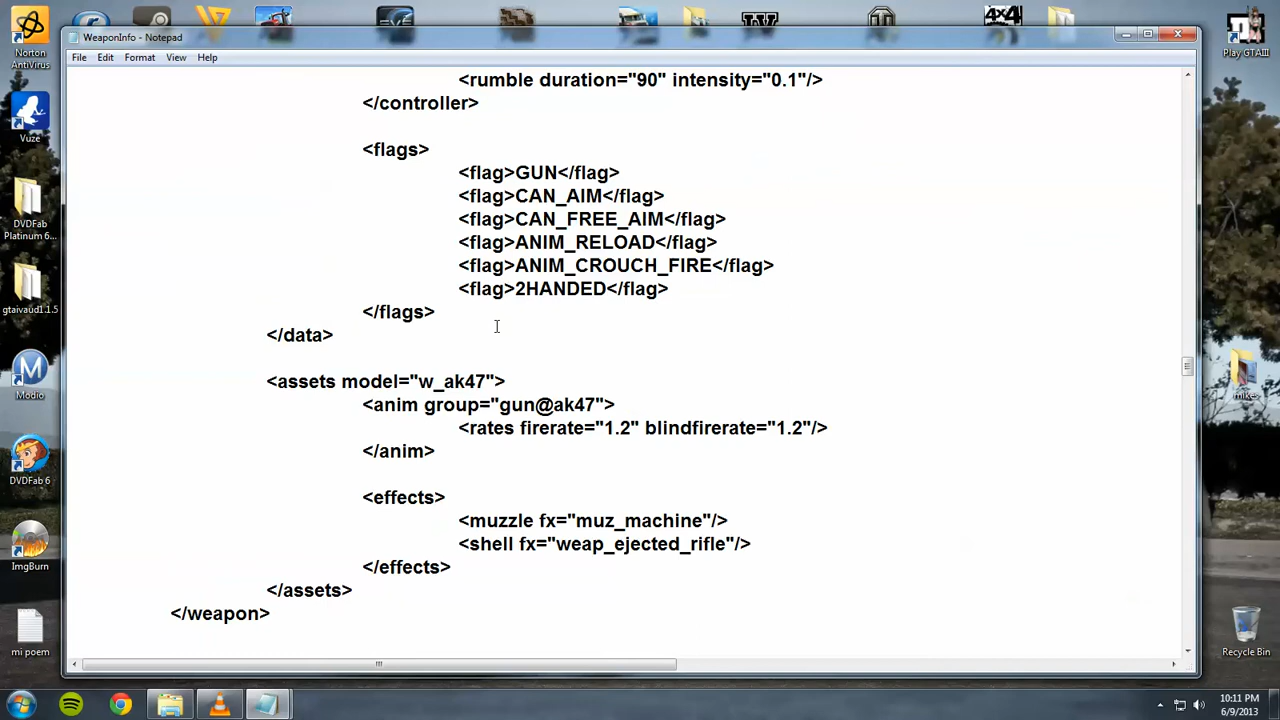 WeaponInfo - Notepad
File Edit Format View Help
<rumble duration="90" intensity="0.1"/>
</controller>
<flags>
<flag>GUN</flag>
<flag>CAN_AIM</flag>
<flag>CAN_FREE_AIM</flag>
<flag>ANIM_RELOAD</flag>
<flag>ANIM_CROUCH_FIRE</flag>
<flag>2HANDED</flag>
</flags>
</data>
<assets model="w_ak47">
<anim group="gun@ak47">
<rates firerate="1.2" blindfirerate="1.2"/>
</anim>
<effects>
<muzzle fx="muz_machine"/>
<shell fx="weap_ejected_rifle"/>
</effects>
</assets>
</weapon>
Norton
AntiVirus
Vuze
DVDFab
Platinum 6...
gtaivaud1.1.5
Modio
DVDFab 6
ImgBurn
mi poem
EVE
4x4
Play GTAIII
mikes
Recycle Bin
10:11 PM
6/9/2013